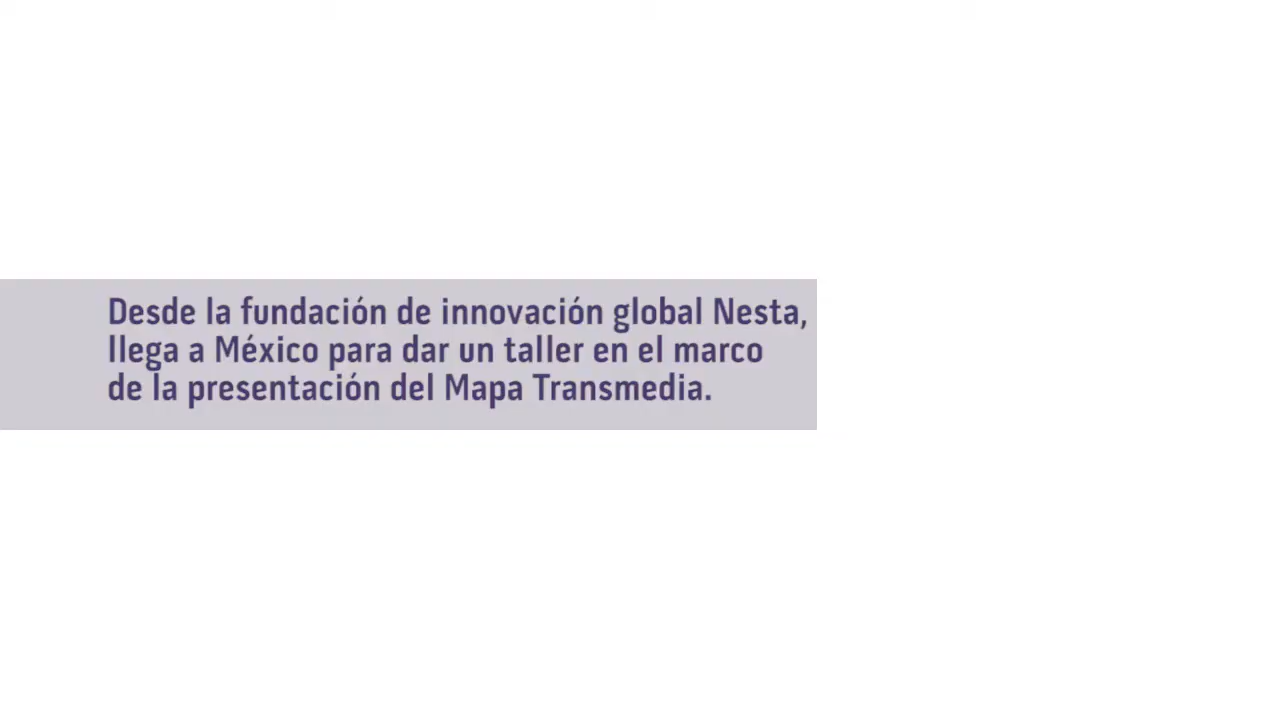 Desde la fundación de innovación global Nesta,
llega a México para dar un taller en el marco
de la presentación del Mapa Transmedia.